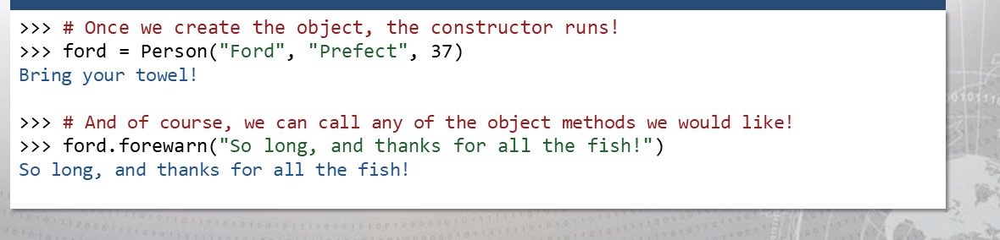 >>> # Once we create the object, the constructor runs!
>>> ford = Person("Ford", "Prefect", 37)
Bring your towel!
>>> # And of course, we can call any of the object methods we would like!
>>> ford.forewarn("So long, and thanks for all the fish!")
So long, and thanks for all the fish!